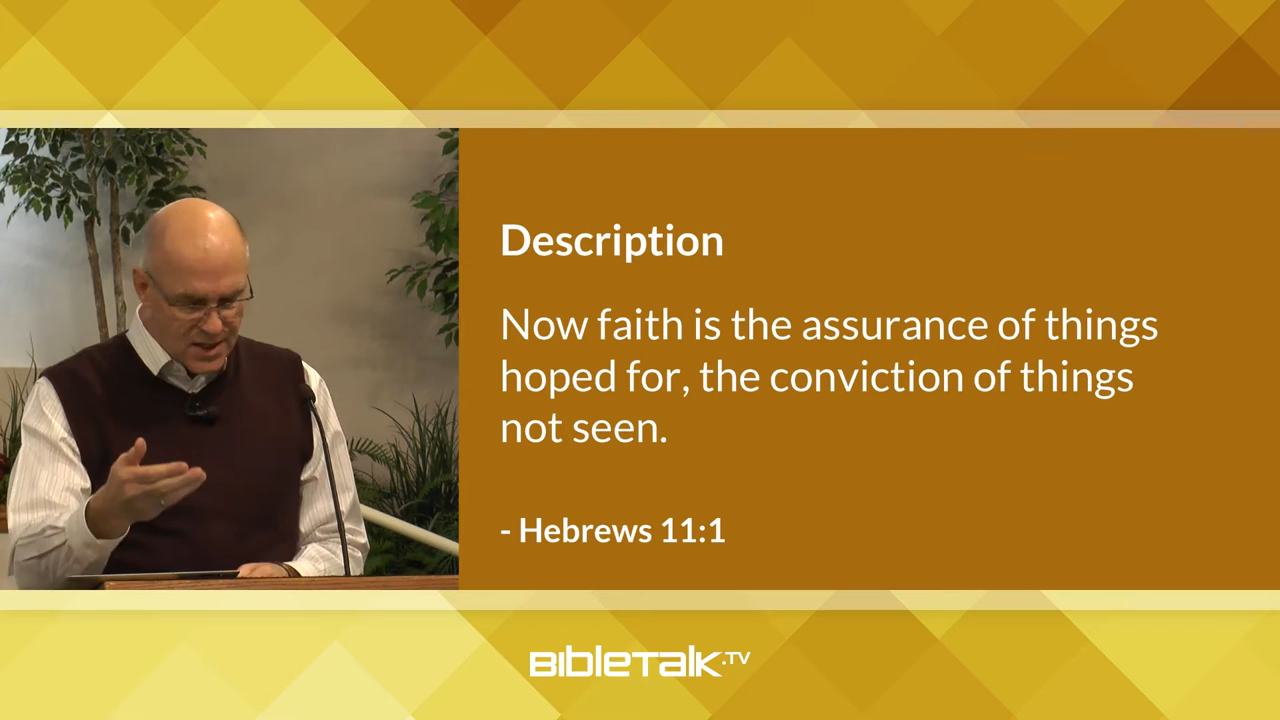 Description
Now faith is the assurance of things
hoped for, the conviction of things
not seen.
- Hebrews 11:1
BiBleTalk.TV